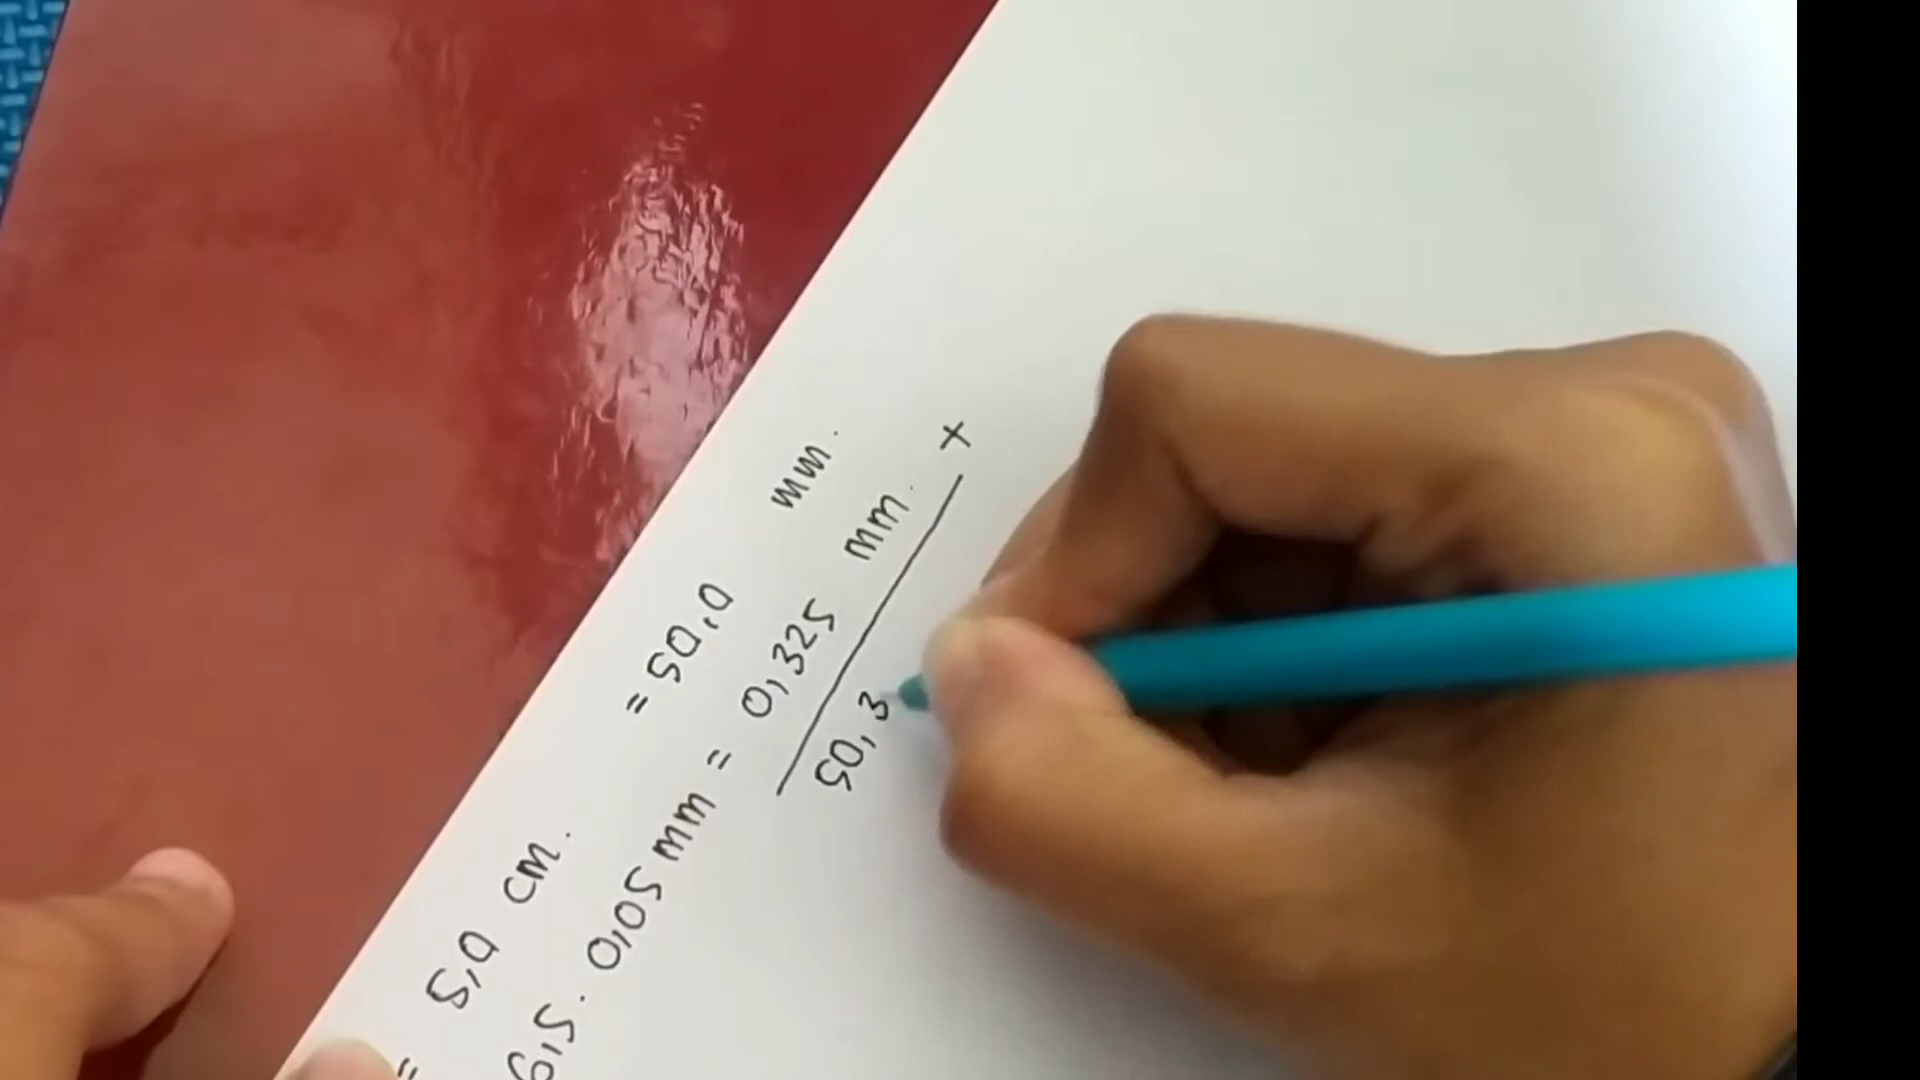 = 5,0 cm. = 50,0 mm.
6,5 . 0,05 mm = 0,325 mm.
+
50,3